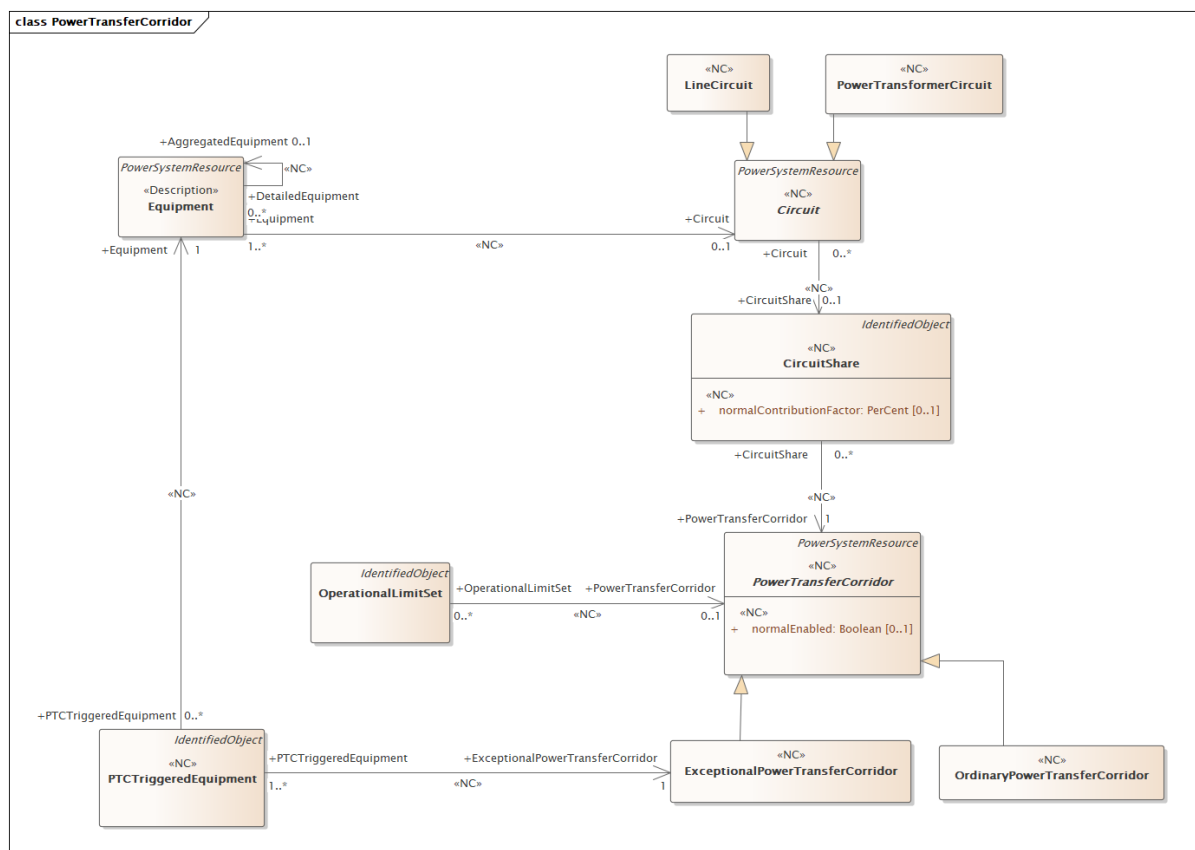 class PowerTransferCorridor
«NC»
LineCircuit
«NC»
PowerTransformerCircuit
+AggregatedEquipment 0..1
PowerSystemResource
«Description»
Equipment
«NC»
+DetailedEquipment
0..*
+Equipment
1..*
«NC»
+Circuit
0..1
PowerSystemResource
«NC»
Circuit
+Equipment
1
+Circuit
0..*
«NC»
+CircuitShare
0..1
IdentifiedObject
«NC»
CircuitShare
«NC»
+ normalContributionFactor: PerCent [0..1]
+CircuitShare
0..*
«NC»
«NC»
+PowerTransferCorridor
1
PowerSystemResource
«NC»
PowerTransferCorridor
«NC»
+ normalEnabled: Boolean [0..1]
IdentifiedObject
OperationalLimitSet
+OperationalLimitSet
0..*
«NC»
+PowerTransferCorridor
0..1
+PTCTriggeredEquipment
0..*
IdentifiedObject
«NC»
PTCTriggeredEquipment
+PTCTriggeredEquipment
1..*
«NC»
+ExceptionalPowerTransferCorridor
1
«NC»
ExceptionalPowerTransferCorridor
«NC»
OrdinaryPowerTransferCorridor